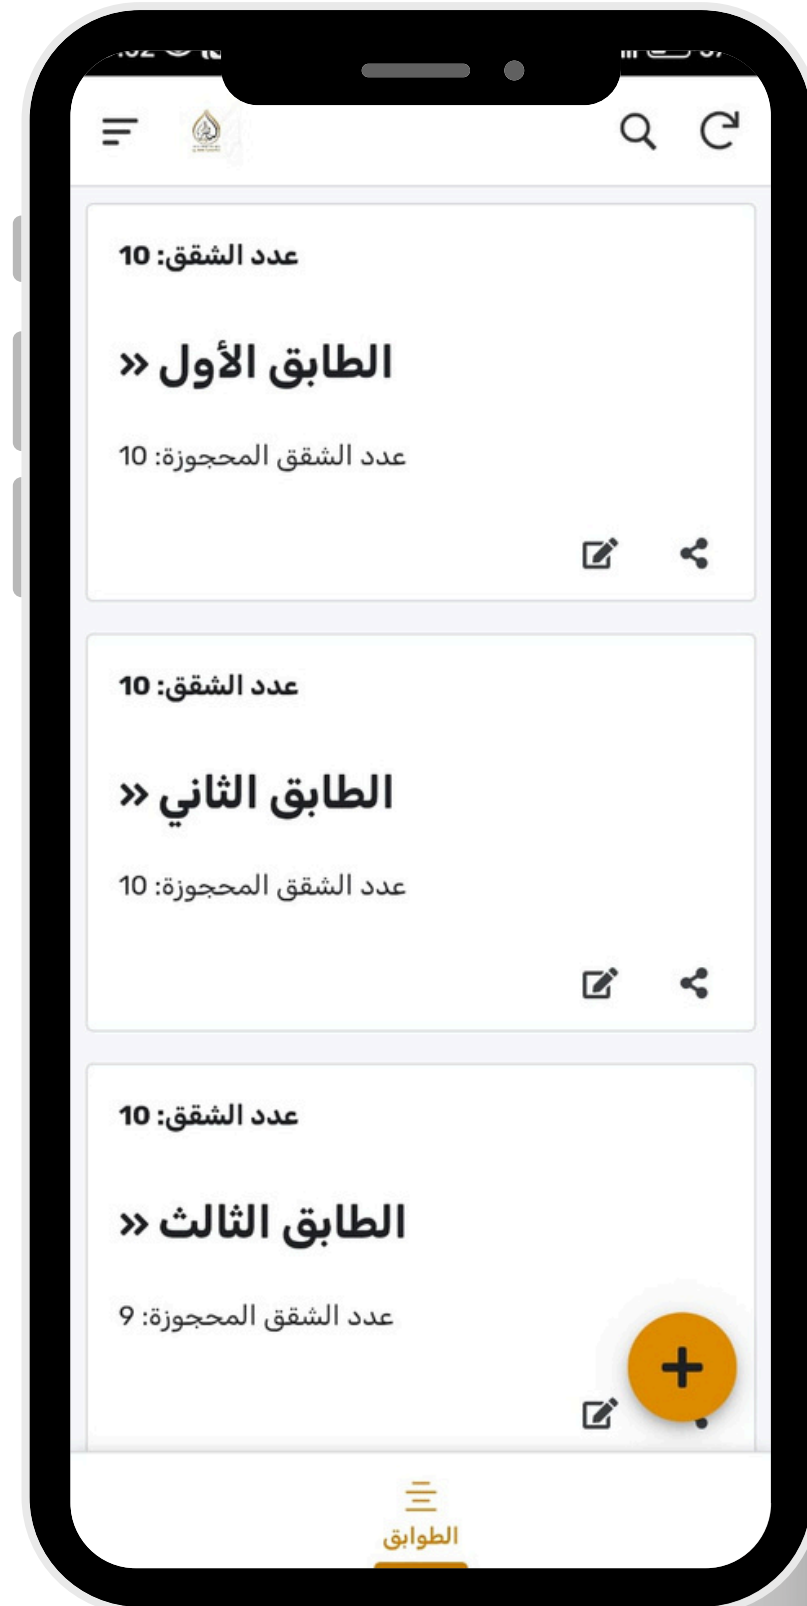 عدد الشقق: 10
الطابق الأول »
عدد الشقق المحجوزة: 10
عدد الشقق: 10
الطابق الثاني »
عدد الشقق المحجوزة: 10
عدد الشقق: 10
الطابق الثالث »
عدد الشقق المحجوزة: 9
الطوابق